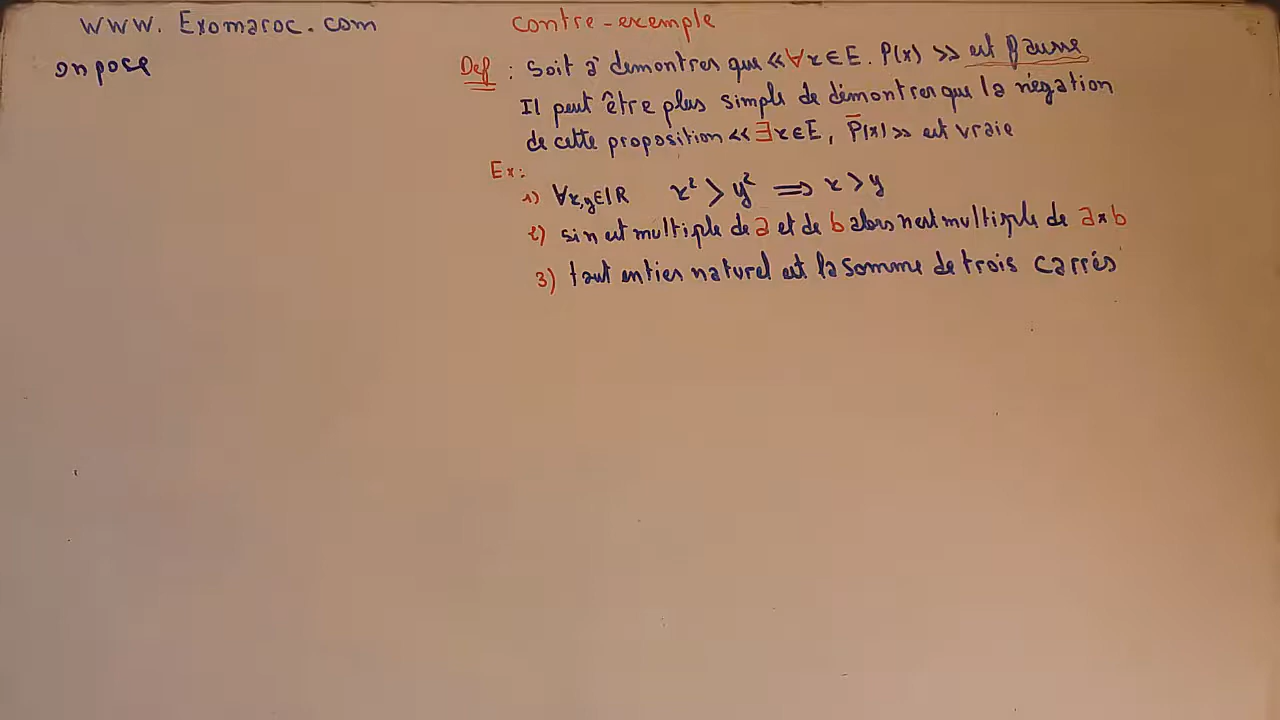 www. Exomaroc. com
contre-exemple
on pose
Def : Soit à demontrer que «∀x∈E. P(x) » est fausse
Il peut être plus simple de démontrer que la négation
de cette proposition « ∃x∈E, P̅(x) » est vraie
Ex:
1) ∀x,y∈IR x² > y² ⟹ x > y
2) si n est multiple de a et de b alors n est multiple de a×b
3) tout entier naturel est la somme de trois carrés